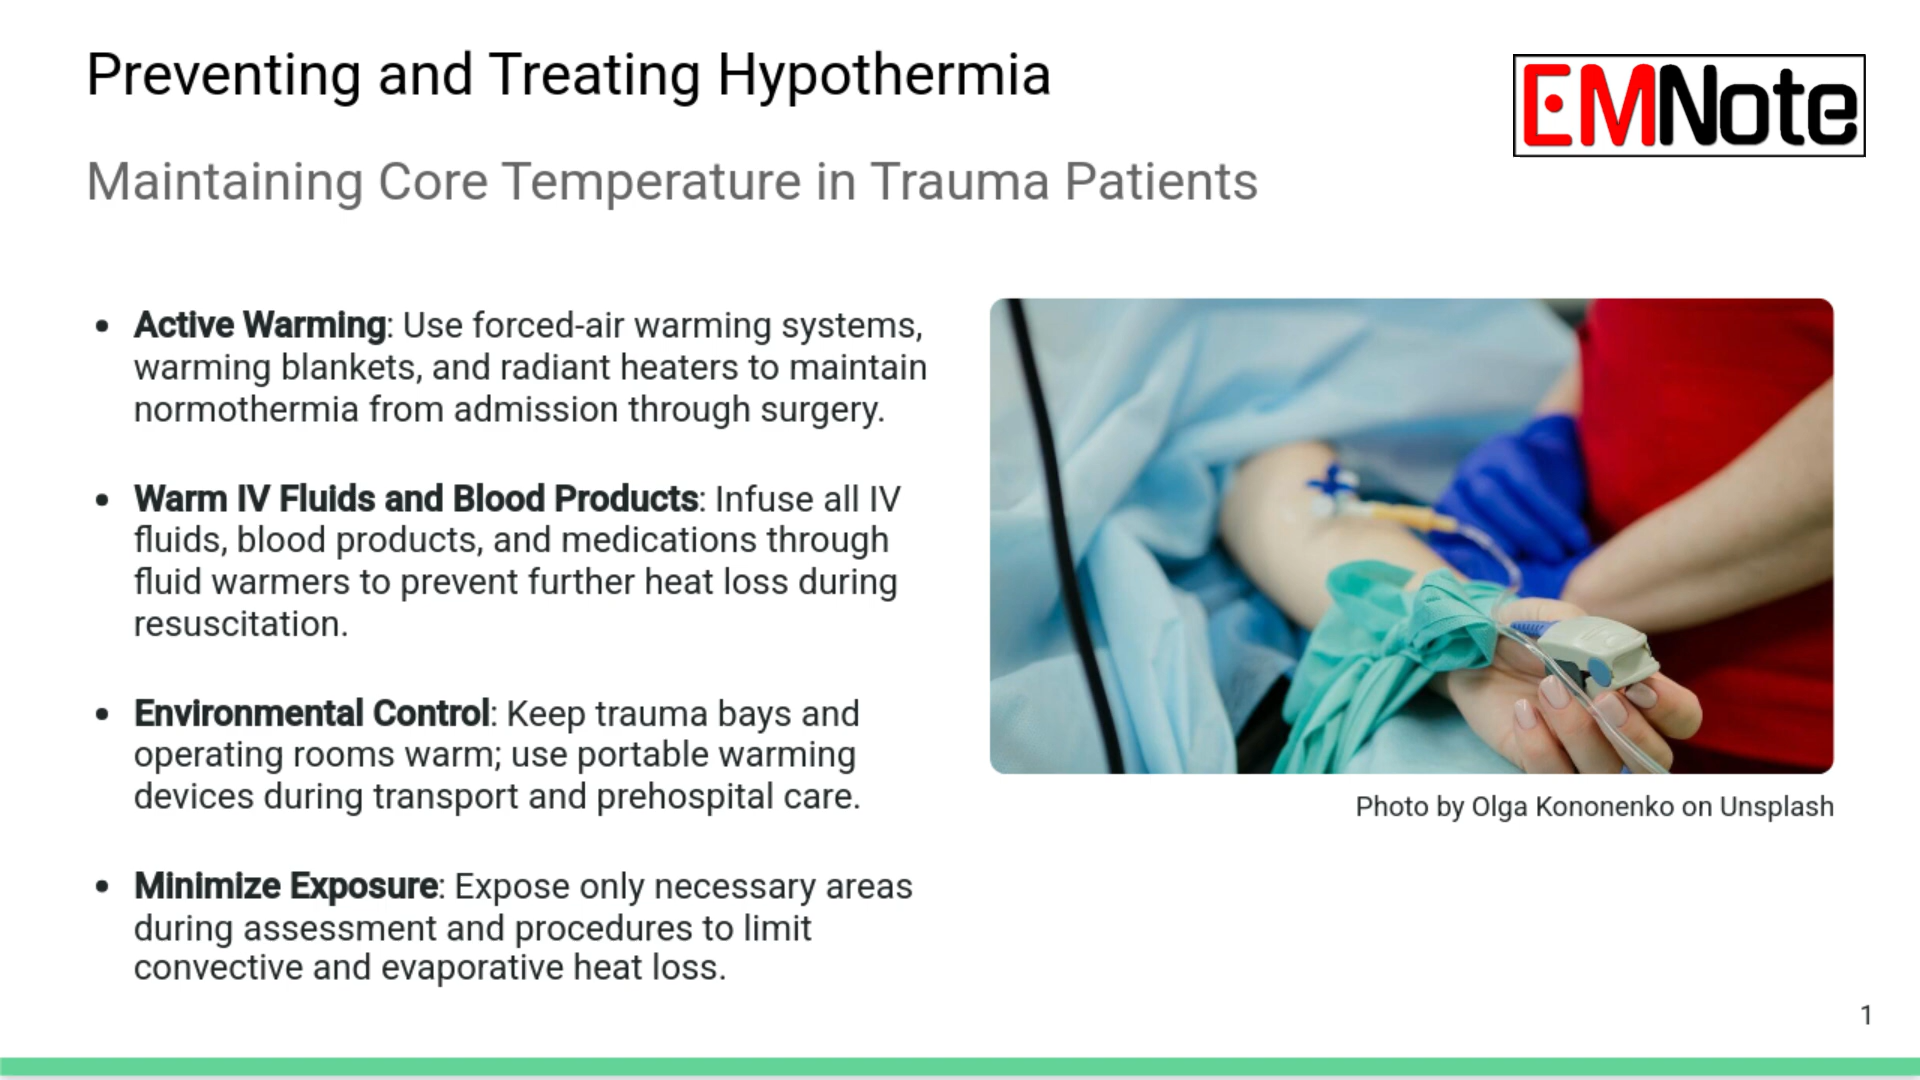 Preventing and Treating Hypothermia
EMNote
Maintaining Core Temperature in Trauma Patients
• Active Warming: Use forced-air warming systems,
warming blankets, and radiant heaters to maintain
normothermia from admission through surgery.
• Warm IV Fluids and Blood Products: Infuse all IV
fluids, blood products, and medications through
fluid warmers to prevent further heat loss during
resuscitation.
• Environmental Control: Keep trauma bays and
operating rooms warm; use portable warming
devices during transport and prehospital care.
• Minimize Exposure: Expose only necessary areas
during assessment and procedures to limit
convective and evaporative heat loss.
Photo by Olga Kononenko on Unsplash
1